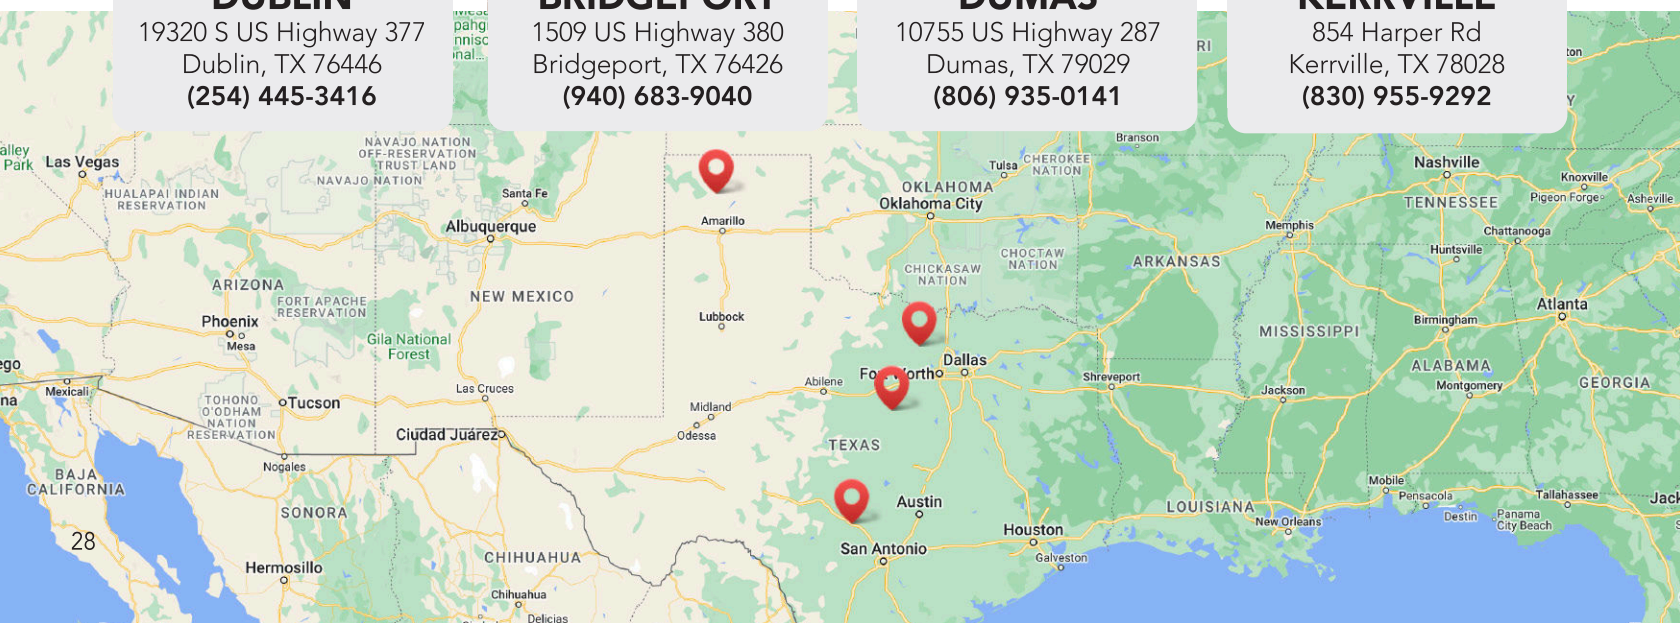 DUBLIN
19320 S US Highway 377
Dublin, TX 76446
(254) 445-3416
BRIDGEPORT
1509 US Highway 380
Bridgeport, TX 76426
(940) 683-9040
DUMAS
10755 US Highway 287
Dumas, TX 79029
(806) 935-0141
KERRVILLE
854 Harper Rd
Kerrville, TX 78028
(830) 955-9292
Branson
Park
Las Vegas
NAVAJO NATION
OFF-RESERVATION
TRUST LAND
NAVAJO NATION
HUALAPAI INDIAN
RESERVATION
Santa Fe
Albuquerque
Amarillo
Tulsa
CHEROKEE
NATION
OKLAHOMA
Oklahoma City
Nashville
Knoxville
TENNESSEE
Pigeon Forge
Asheville
Memphis
Chattanooga
Huntsville
ARIZONA
FORT APACHE
RESERVATION
NEW MEXICO
CHICKASAW
NATION
CHOCTAW
NATION
ARKANSAS
Phoenix
Mesa
Gila National
Forest
Lubbock
MISSISSIPPI
Birmingham
Atlanta
Dallas
Mexicali
Las Cruces
Abilene
Shreveport
Jackson
ALABAMA
Montgomery
GEORGIA
TOHONO
O'ODHAM
NATION
RESERVATION
Tucson
Ciudad Juárez
Midland
Odessa
TEXAS
Nogales
BAJA
CALIFORNIA
SONORA
Austin
Houston
LOUISIANA
New Orleans
Mobile
Pensacola
Destin
Panama
City Beach
Tallahassee
28
San Antonio
Galveston
Hermosillo
CHIHUAHUA
Chihuahua
Delicias